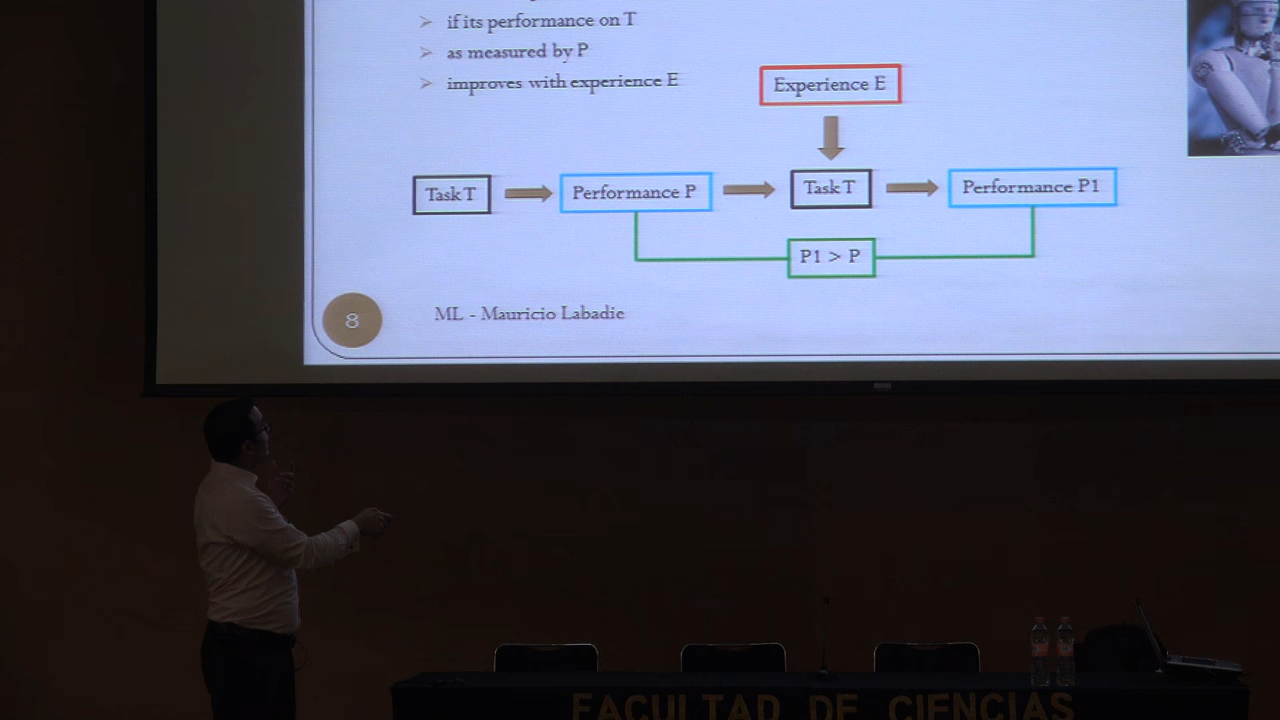 if its performance on T
as measured by P
improves with experience E
Experience E
Task T
Performance P
Task T
Performance P1
P1 > P
8
ML - Mauricio Labadie
FACULTAD DE CIENCIAS